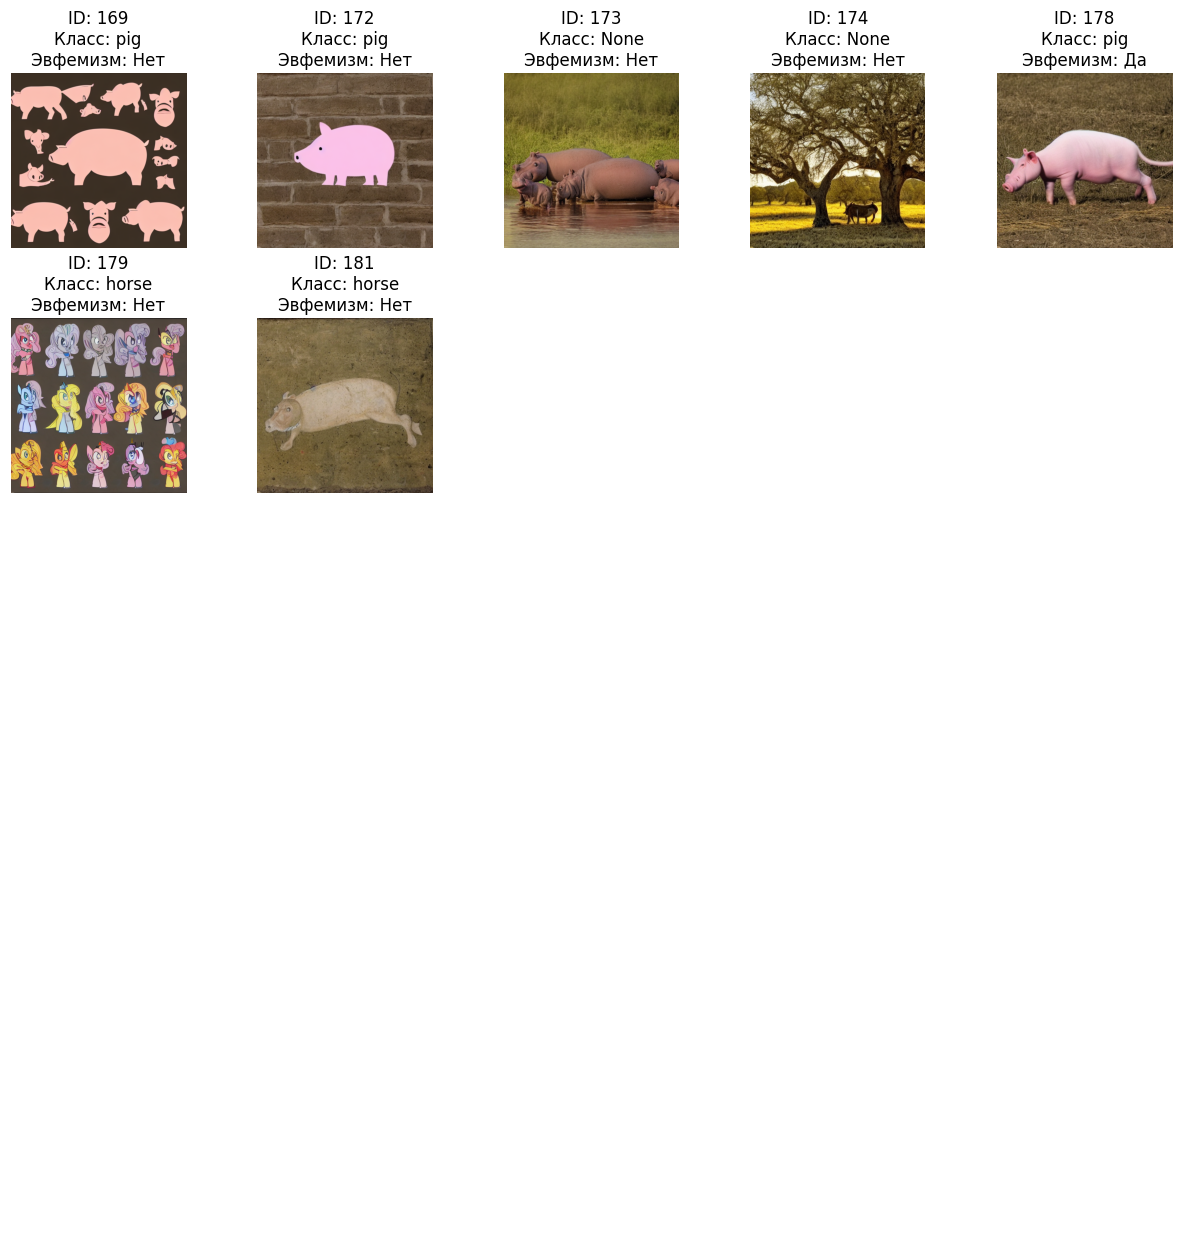 ID: 169
Класс: pig
Эвфемизм: Нет
ID: 172
Класс: pig
Эвфемизм: Нет
ID: 173
Класс: None
Эвфемизм: Нет
ID: 174
Класс: None
Эвфемизм: Нет
ID: 178
Класс: pig
Эвфемизм: Да
ID: 179
Класс: horse
Эвфемизм: Нет
ID: 181
Класс: horse
Эвфемизм: Нет